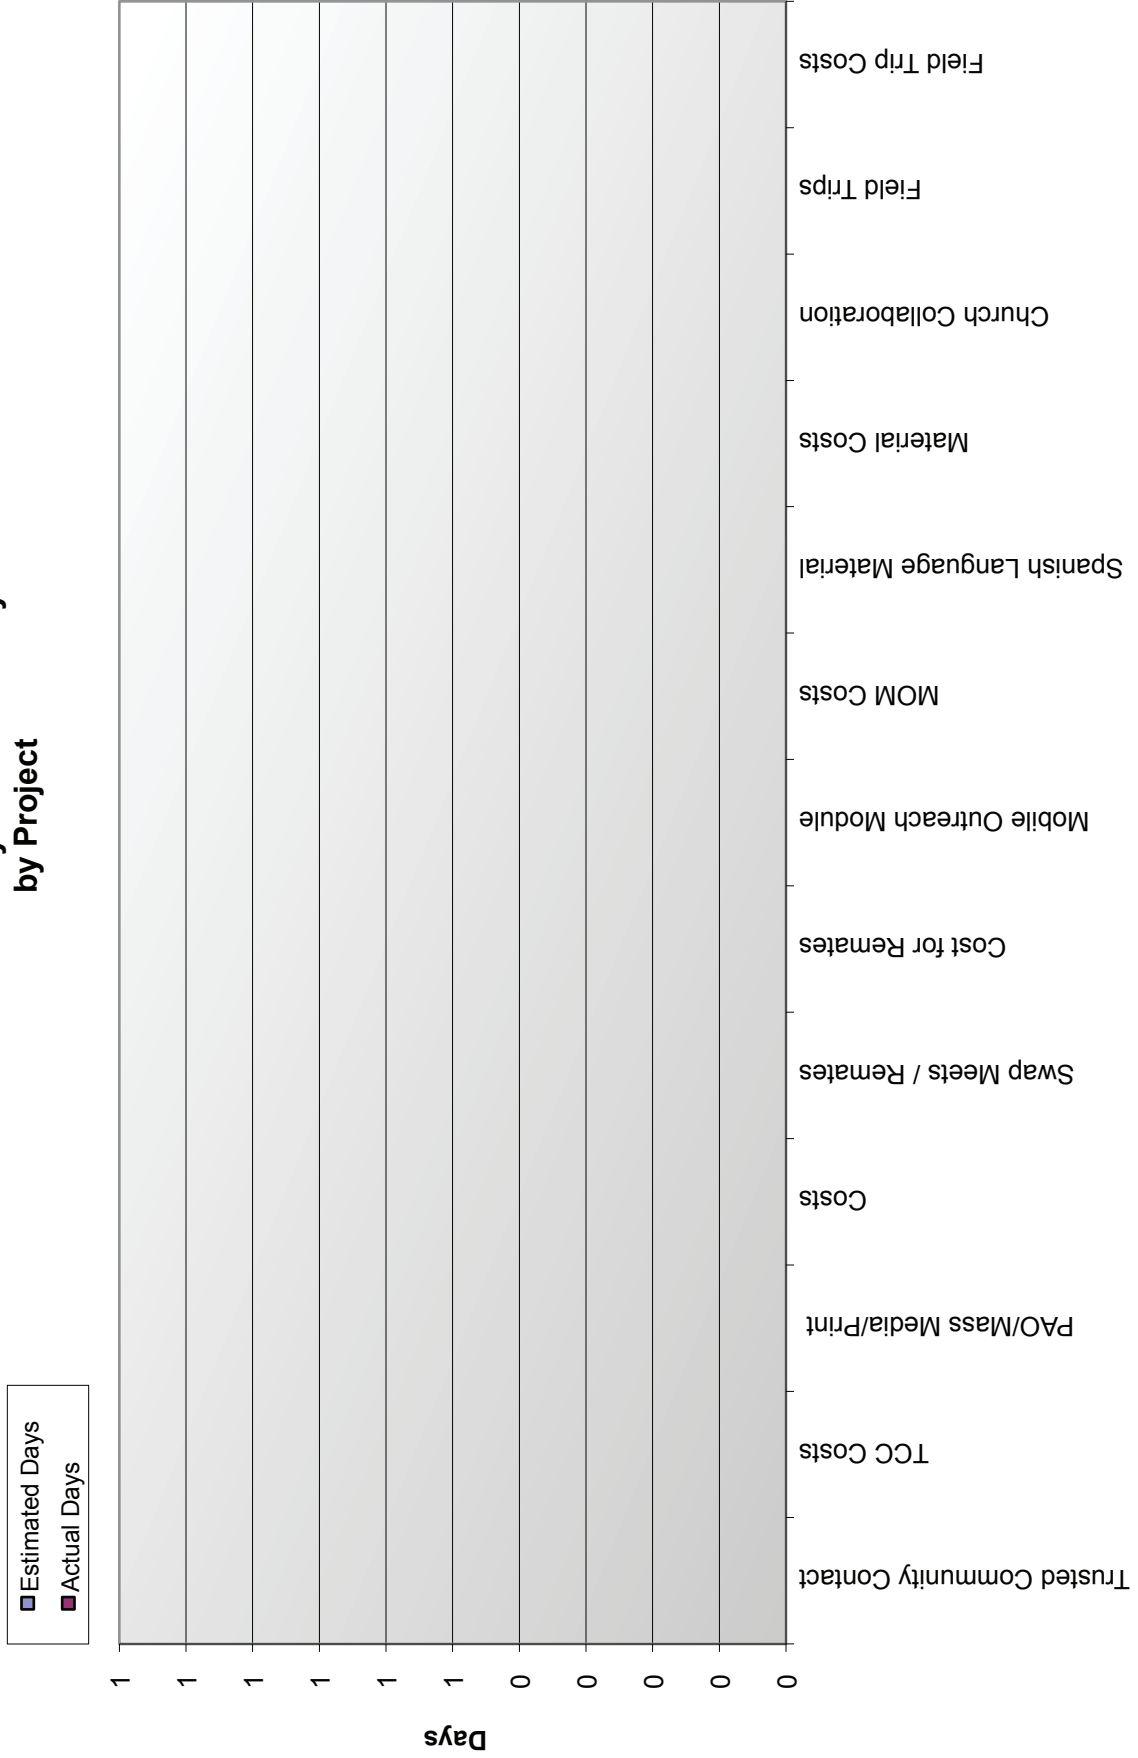 by Project
Estimated Days
Actual Days
Days
1
1
1
1
1
1
0
0
0
0
0
Trusted Community Contact
TCC Costs
PAO/Mass Media/Print
Costs
Swap Meets / Remates
Cost for Remates
Mobile Outreach Module
MOM Costs
Spanish Language Material
Material Costs
Church Collaboration
Field Trips
Field Trip Costs